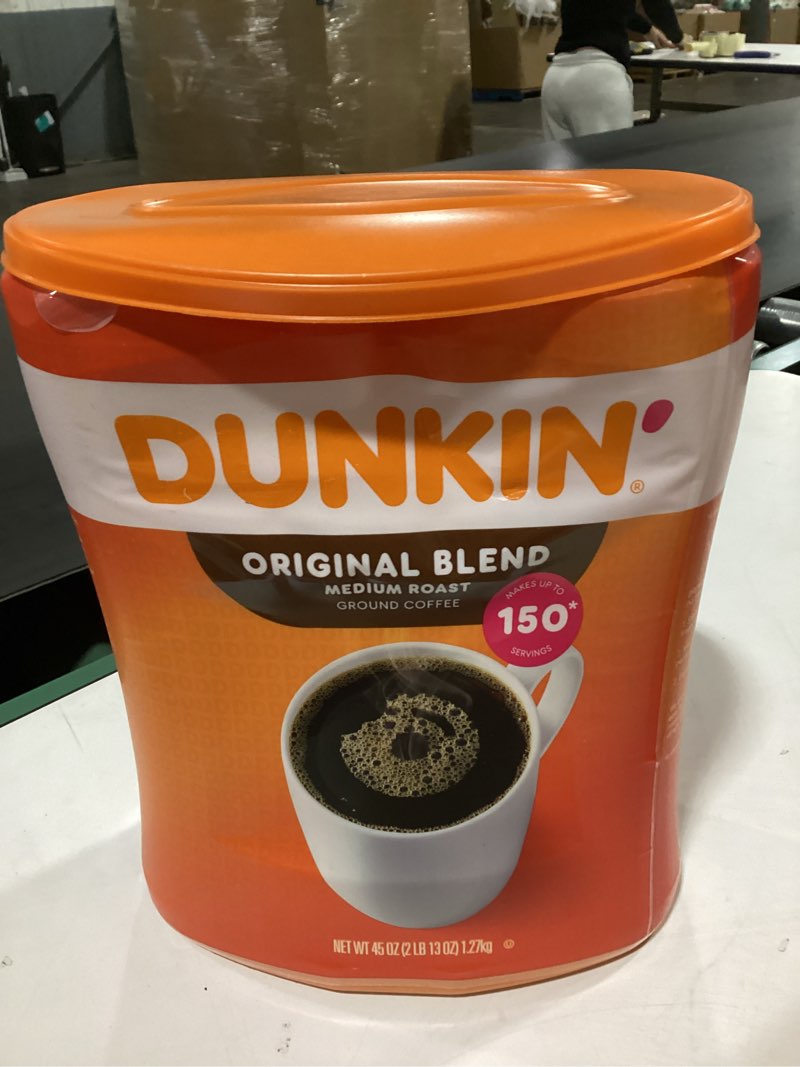 DUNKIN'®
ORIGINAL BLEND
MEDIUM ROAST
GROUND COFFEE
MAKES UP TO
150*
SERVINGS
NET WT 45 OZ (2 LB 13 OZ) 1.27kg